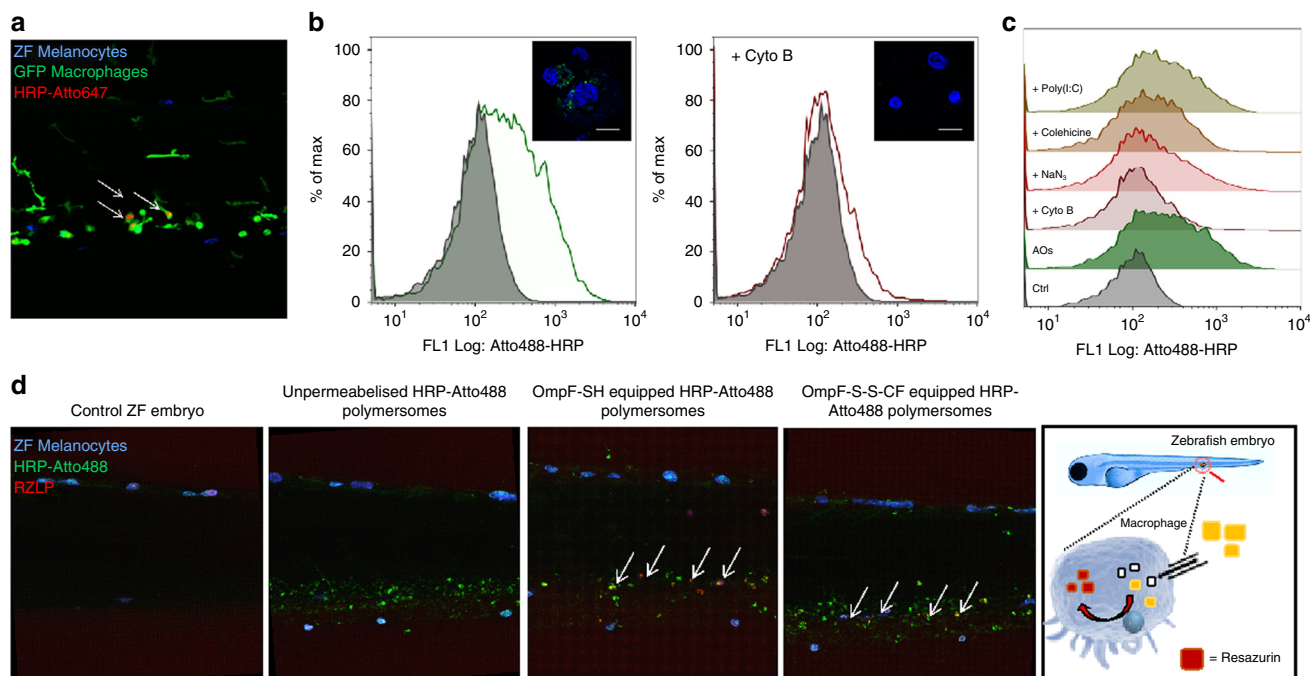 a
ZF Melanocytes
GFP Macrophages
HRP-Atto647
b
100
80
60
40
20
0
% of max
10¹
10²
10³
10⁴
FL1 Log: Atto488-HRP
+ Cyto B
100
80
60
40
20
0
% of max
10¹
10²
10³
10⁴
FL1 Log: Atto488-HRP
c
+ Poly(I:C)
+ Colehicine
+ NaN₃
+ Cyto B
AOs
Ctrl
10¹
10²
10³
10⁴
FL1 Log: Atto488-HRP
d
Control ZF embryo
ZF Melanocytes
HRP-Atto488
RZLP
Unpermabelised HRP-Atto488
polymersomes
OmpF-SH equipped HRP-Atto488
polymersomes
OmpF-S-S-CF equipped HRP-
Atto488 polymersomes
Zebrafish embryo
Macrophage
= Resazurin